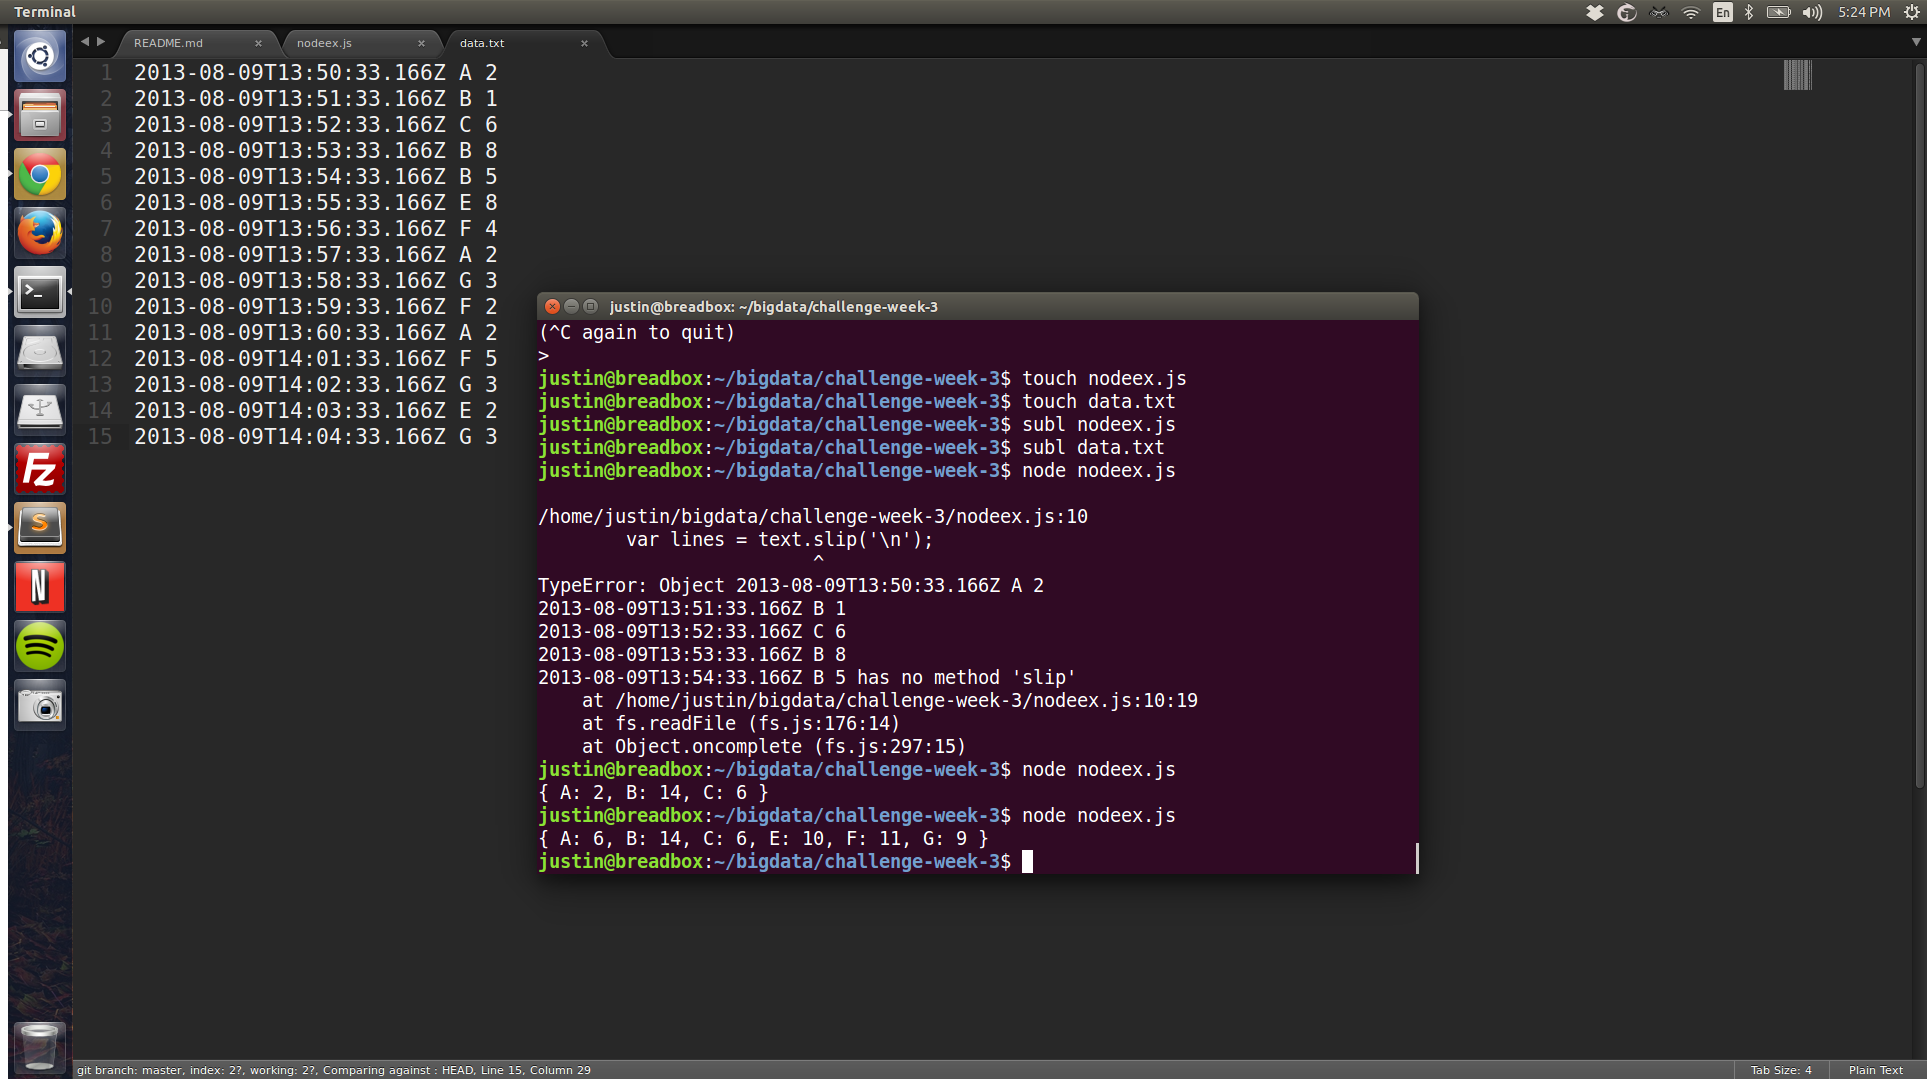 Terminal
En
5:24 PM
README.md
nodeex.js
data.txt
1 2013-08-09T13:50:33.166Z A 2
2 2013-08-09T13:51:33.166Z B 1
3 2013-08-09T13:52:33.166Z C 6
4 2013-08-09T13:53:33.166Z B 8
5 2013-08-09T13:54:33.166Z B 5
6 2013-08-09T13:55:33.166Z E 8
7 2013-08-09T13:56:33.166Z F 4
8 2013-08-09T13:57:33.166Z A 2
9 2013-08-09T13:58:33.166Z G 3
10 2013-08-09T13:59:33.166Z F 2
11 2013-08-09T13:60:33.166Z A 2
12 2013-08-09T14:01:33.166Z F 5
13 2013-08-09T14:02:33.166Z G 3
14 2013-08-09T14:03:33.166Z E 2
15 2013-08-09T14:04:33.166Z G 3
justin@breadbox: ~/bigdata/challenge-week-3
(^C again to quit)
>
justin@breadbox:~/bigdata/challenge-week-3$ touch nodeex.js
justin@breadbox:~/bigdata/challenge-week-3$ touch data.txt
justin@breadbox:~/bigdata/challenge-week-3$ subl nodeex.js
justin@breadbox:~/bigdata/challenge-week-3$ subl data.txt
justin@breadbox:~/bigdata/challenge-week-3$ node nodeex.js
/home/justin/bigdata/challenge-week-3/nodeex.js:10
var lines = text.slip('\n');
^
TypeError: Object 2013-08-09T13:50:33.166Z A 2
2013-08-09T13:51:33.166Z B 1
2013-08-09T13:52:33.166Z C 6
2013-08-09T13:53:33.166Z B 8
2013-08-09T13:54:33.166Z B 5 has no method 'slip'
at /home/justin/bigdata/challenge-week-3/nodeex.js:10:19
at fs.readFile (fs.js:176:14)
at Object.oncomplete (fs.js:297:15)
justin@breadbox:~/bigdata/challenge-week-3$ node nodeex.js
{ A: 2, B: 14, C: 6 }
justin@breadbox:~/bigdata/challenge-week-3$ node nodeex.js
{ A: 6, B: 14, C: 6, E: 10, F: 11, G: 9 }
justin@breadbox:~/bigdata/challenge-week-3$
>_
Fz
S
N
git branch: master, index: 2?, working: 2?, Comparing against : HEAD, Line 15, Column 29
Tab Size: 4
Plain Text